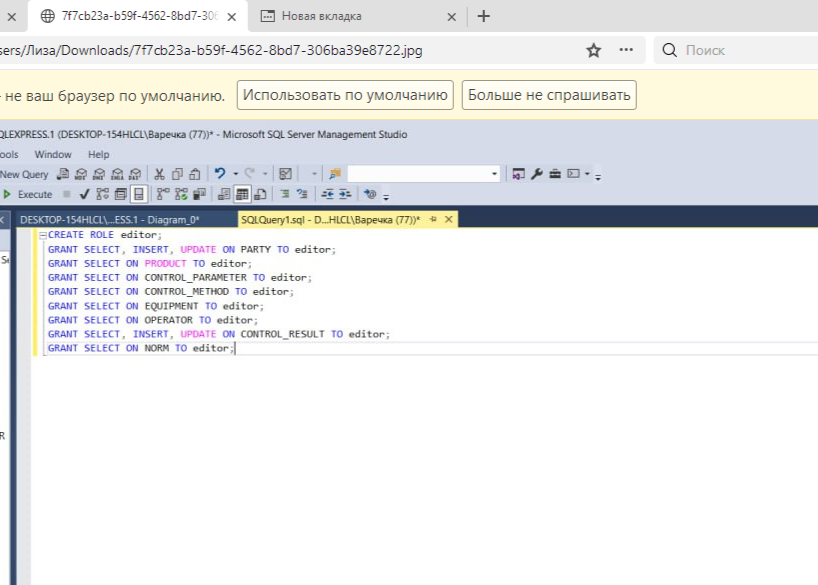 7f7cb23a-b59f-4562-8bd7-306
Новая вкладка
sers/Лиза/Downloads/7f7cb23a-b59f-4562-8bd7-306ba39e8722.jpg
Поиск
- не ваш браузер по умолчанию.
Использовать по умолчанию
Больше не спрашивать
QLEXPRESS.1 (DESKTOP-154HLCL\Варечка (77))* - Microsoft SQL Server Management Studio
ools Window Help
New Query
Execute
DESKTOP-154HLCL\...ESS.1 - Diagram_0*
SQLQuery1.sql - D...HLCL\Варечка (77))*
CREATE ROLE editor;
GRANT SELECT, INSERT, UPDATE ON PARTY TO editor;
GRANT SELECT ON PRODUCT TO editor;
GRANT SELECT ON CONTROL_PARAMETER TO editor;
GRANT SELECT ON CONTROL_METHOD TO editor;
GRANT SELECT ON EQUIPMENT TO editor;
GRANT SELECT ON OPERATOR TO editor;
GRANT SELECT, INSERT, UPDATE ON CONTROL_RESULT TO editor;
GRANT SELECT ON NORM TO editor;
R